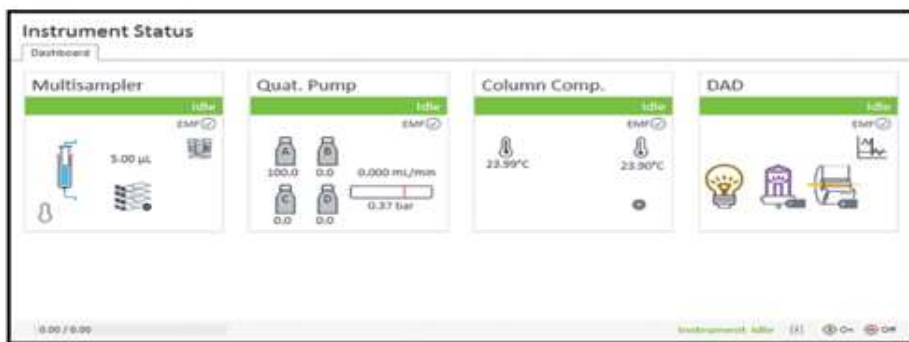 Instrument Status
Dashboard
Multisampler
Idle
EMF
5.00 µL
Quat. Pump
Idle
EMF
A
B
100.0
0.0
0.000 mL/min
0.37 bar
C
D
0.0
0.0
Column Comp.
Idle
EMF
23.99°C
23.90°C
DAD
Idle
EMF
0.00 / 0.00
Instrument Idle
On
Off